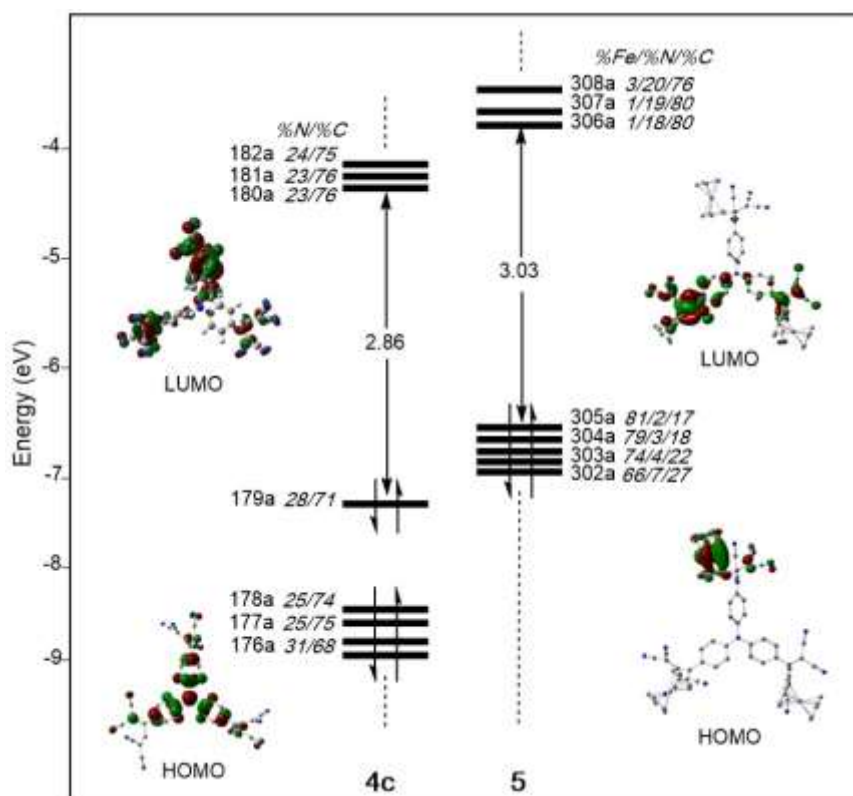 %Fe/%N/%C
308a 3/20/76
307a 1/19/80
306a 1/18/80
-4
%N/%C
182a 24/75
181a 23/76
180a 23/76
-5
3.03
LUMO
LUMO
2.86
-6
Energy (eV)
305a 81/2/17
304a 79/3/18
303a 74/4/22
302a 66/7/27
-7
179a 28/71
-8
178a 25/74
177a 25/75
176a 31/68
-9
HOMO
HOMO
4c
5